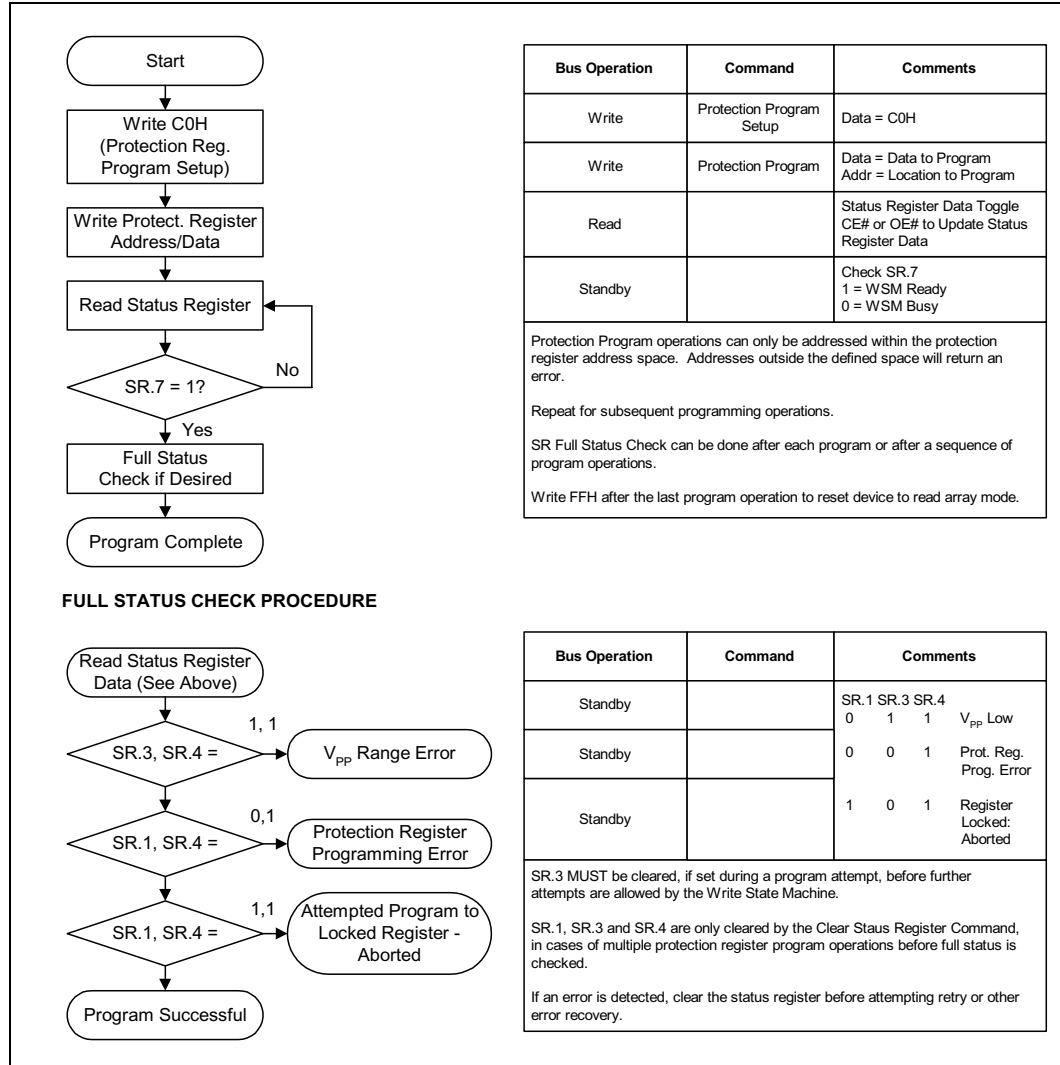 Start
Write C0H
(Protection Reg.
Program Setup)
Write Protect. Register
Address/Data
Read Status Register
No
SR.7 = 1?
Yes
Full Status
Check if Desired
Program Complete
Bus Operation
Command
Comments
Write
Protection Program
Setup
Data = C0H
Write
Protection Program
Data = Data to Program
Addr = Location to Program
Read
Status Register Data Toggle
CE# or OE# to Update Status
Register Data
Standby
Check SR.7
1 = WSM Ready
0 = WSM Busy
Protection Program operations can only be addressed within the protection
register address space.  Addresses outside the defined space will return an
error.
Repeat for subsequent programming operations.
SR Full Status Check can be done after each program or after a sequence of
program operations.
Write FFH after the last program operation to reset device to read array mode.
FULL STATUS CHECK PROCEDURE
Read Status Register
Data (See Above)
1, 1
SR.3, SR.4 =
VPP Range Error
0,1
SR.1, SR.4 =
Protection Register
Programming Error
1,1
SR.1, SR.4 =
Attempted Program to
Locked Register -
Aborted
Program Successful
Bus Operation
Command
Comments
Standby
SR.1 SR.3 SR.4
0 1 1 VPP Low
Standby
0 0 1 Prot. Reg.
Prog. Error
Standby
1 0 1 Register
Locked:
Aborted
SR.3 MUST be cleared, if set during a program attempt, before further
attempts are allowed by the Write State Machine.
SR.1, SR.3 and SR.4 are only cleared by the Clear Staus Register Command,
in cases of multiple protection register program operations before full status is
checked.
If an error is detected, clear the status register before attempting retry or other
error recovery.